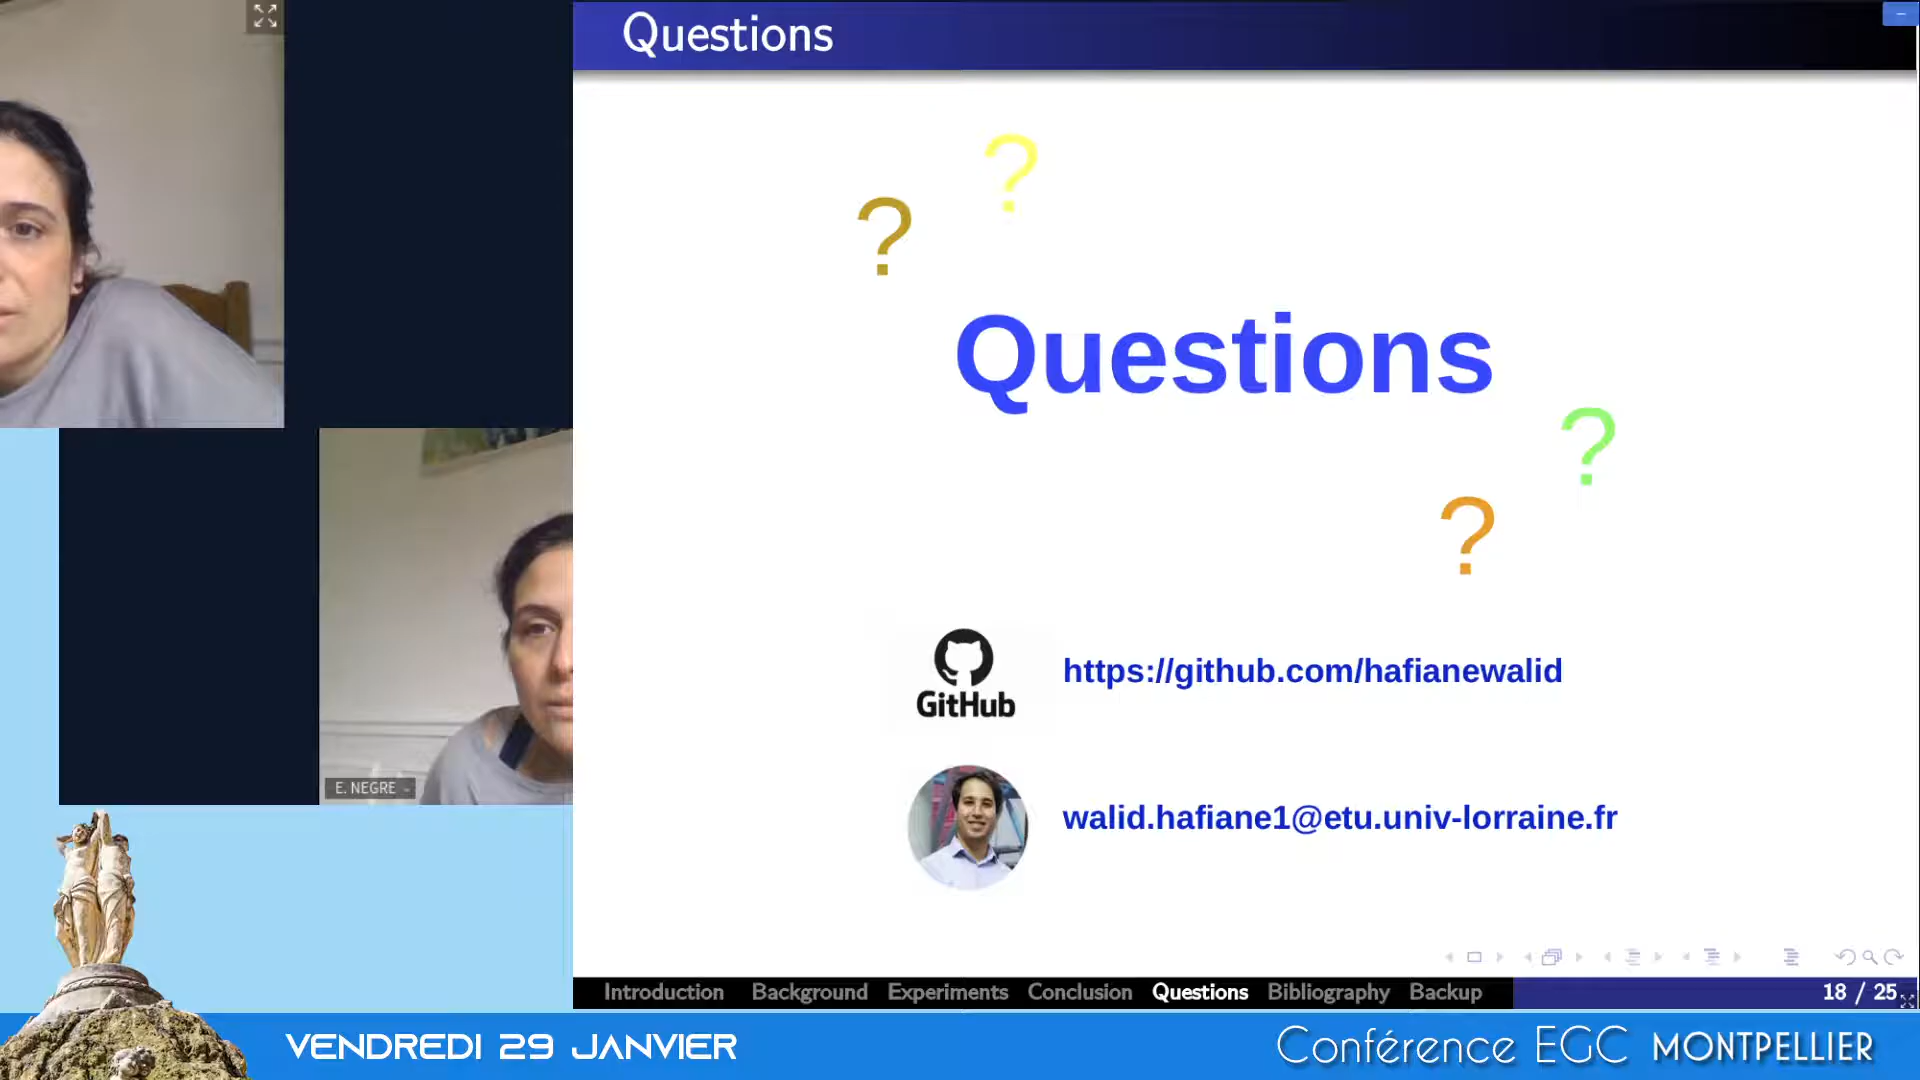 Questions
?
?
Questions
?
?
GitHub
https://github.com/hafianewalid
walid.hafiane1@etu.univ-lorraine.fr
E. NEGRE
Introduction Background Experiments Conclusion Questions Bibliography Backup
18 / 25
VENDREDI 29 JANVIER
Conférence EGC MONTPELLIER